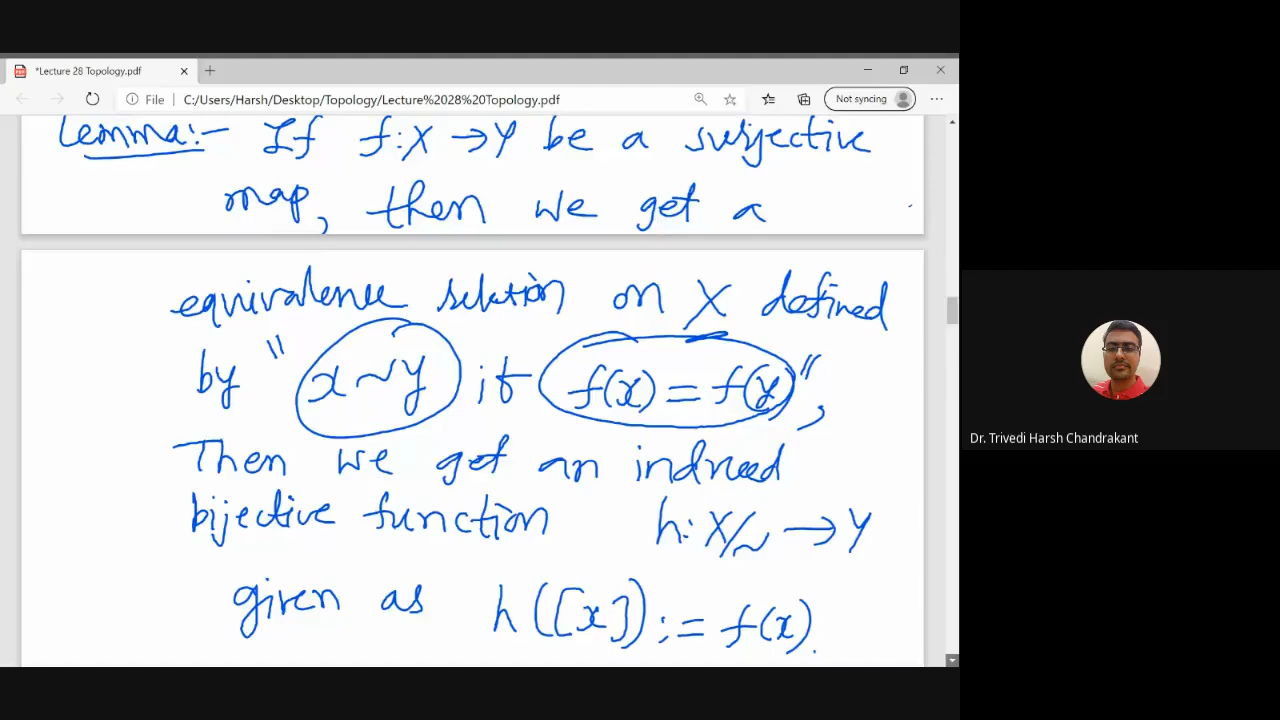 *Lecture 28 Topology.pdf
File
C:/Users/Harsh/Desktop/Topology/Lecture%2028%20Topology.pdf
Not syncing
Lemma:- If f:X→Y be a surjective
map, then we get a
equivalence relation on X defined
by "x~y if f(x) = f(y)",
Then we get an induced
bijective function h: X/~ → Y
given as h([x]) := f(x).
Dr. Trivedi Harsh Chandrakant